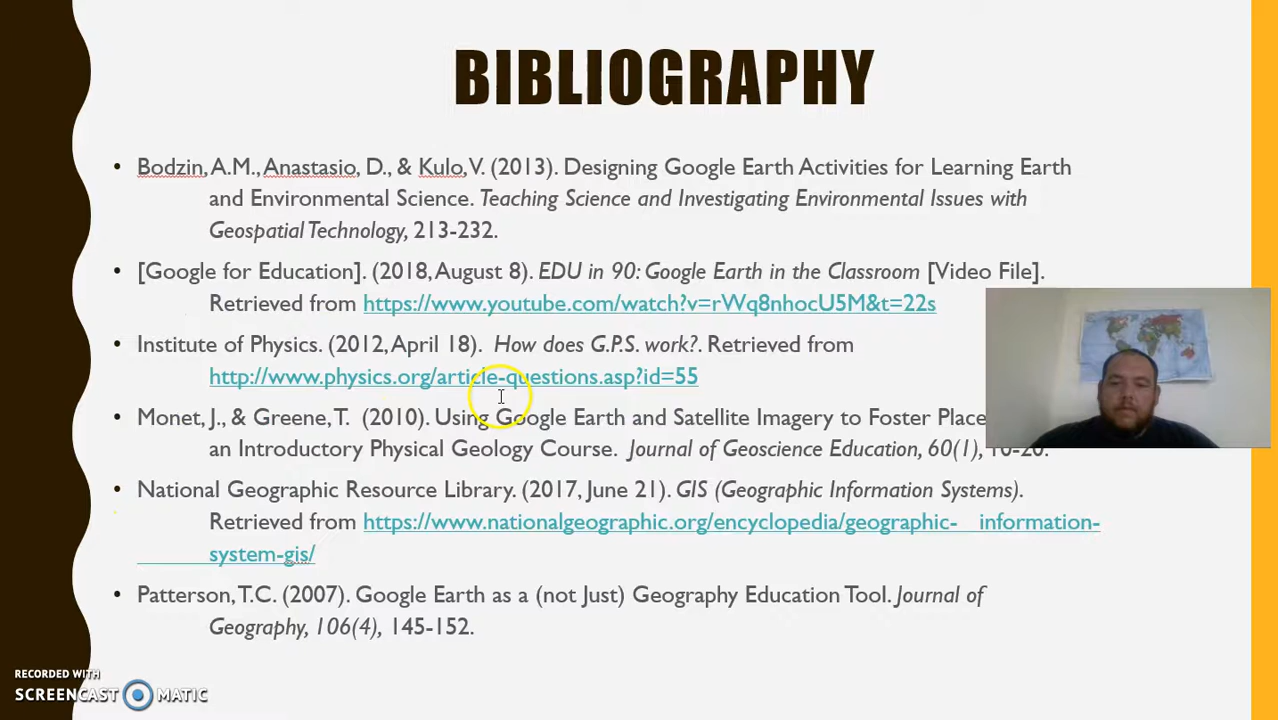 BIBLIOGRAPHY
• Bodzin, A.M., Anastasio, D., & Kulo, V. (2013). Designing Google Earth Activities for Learning Earth
and Environmental Science. Teaching Science and Investigating Environmental Issues with
Geospatial Technology, 213-232.
• [Google for Education]. (2018, August 8). EDU in 90: Google Earth in the Classroom [Video File].
Retrieved from https://www.youtube.com/watch?v=rWq8nhocU5M&t=22s
• Institute of Physics. (2012, April 18). How does G.P.S. work?. Retrieved from
http://www.physics.org/article-questions.asp?id=55
• Monet, J., & Greene, T. (2010). Using Google Earth and Satellite Imagery to Foster Place
an Introductory Physical Geology Course. Journal of Geoscience Education, 60(1), 10-20.
• National Geographic Resource Library. (2017, June 21). GIS (Geographic Information Systems).
Retrieved from https://www.nationalgeographic.org/encyclopedia/geographic- information-
system-gis/
• Patterson, T.C. (2007). Google Earth as a (not Just) Geography Education Tool. Journal of
Geography, 106(4), 145-152.
RECORDED WITH
SCREENCAST MATIC